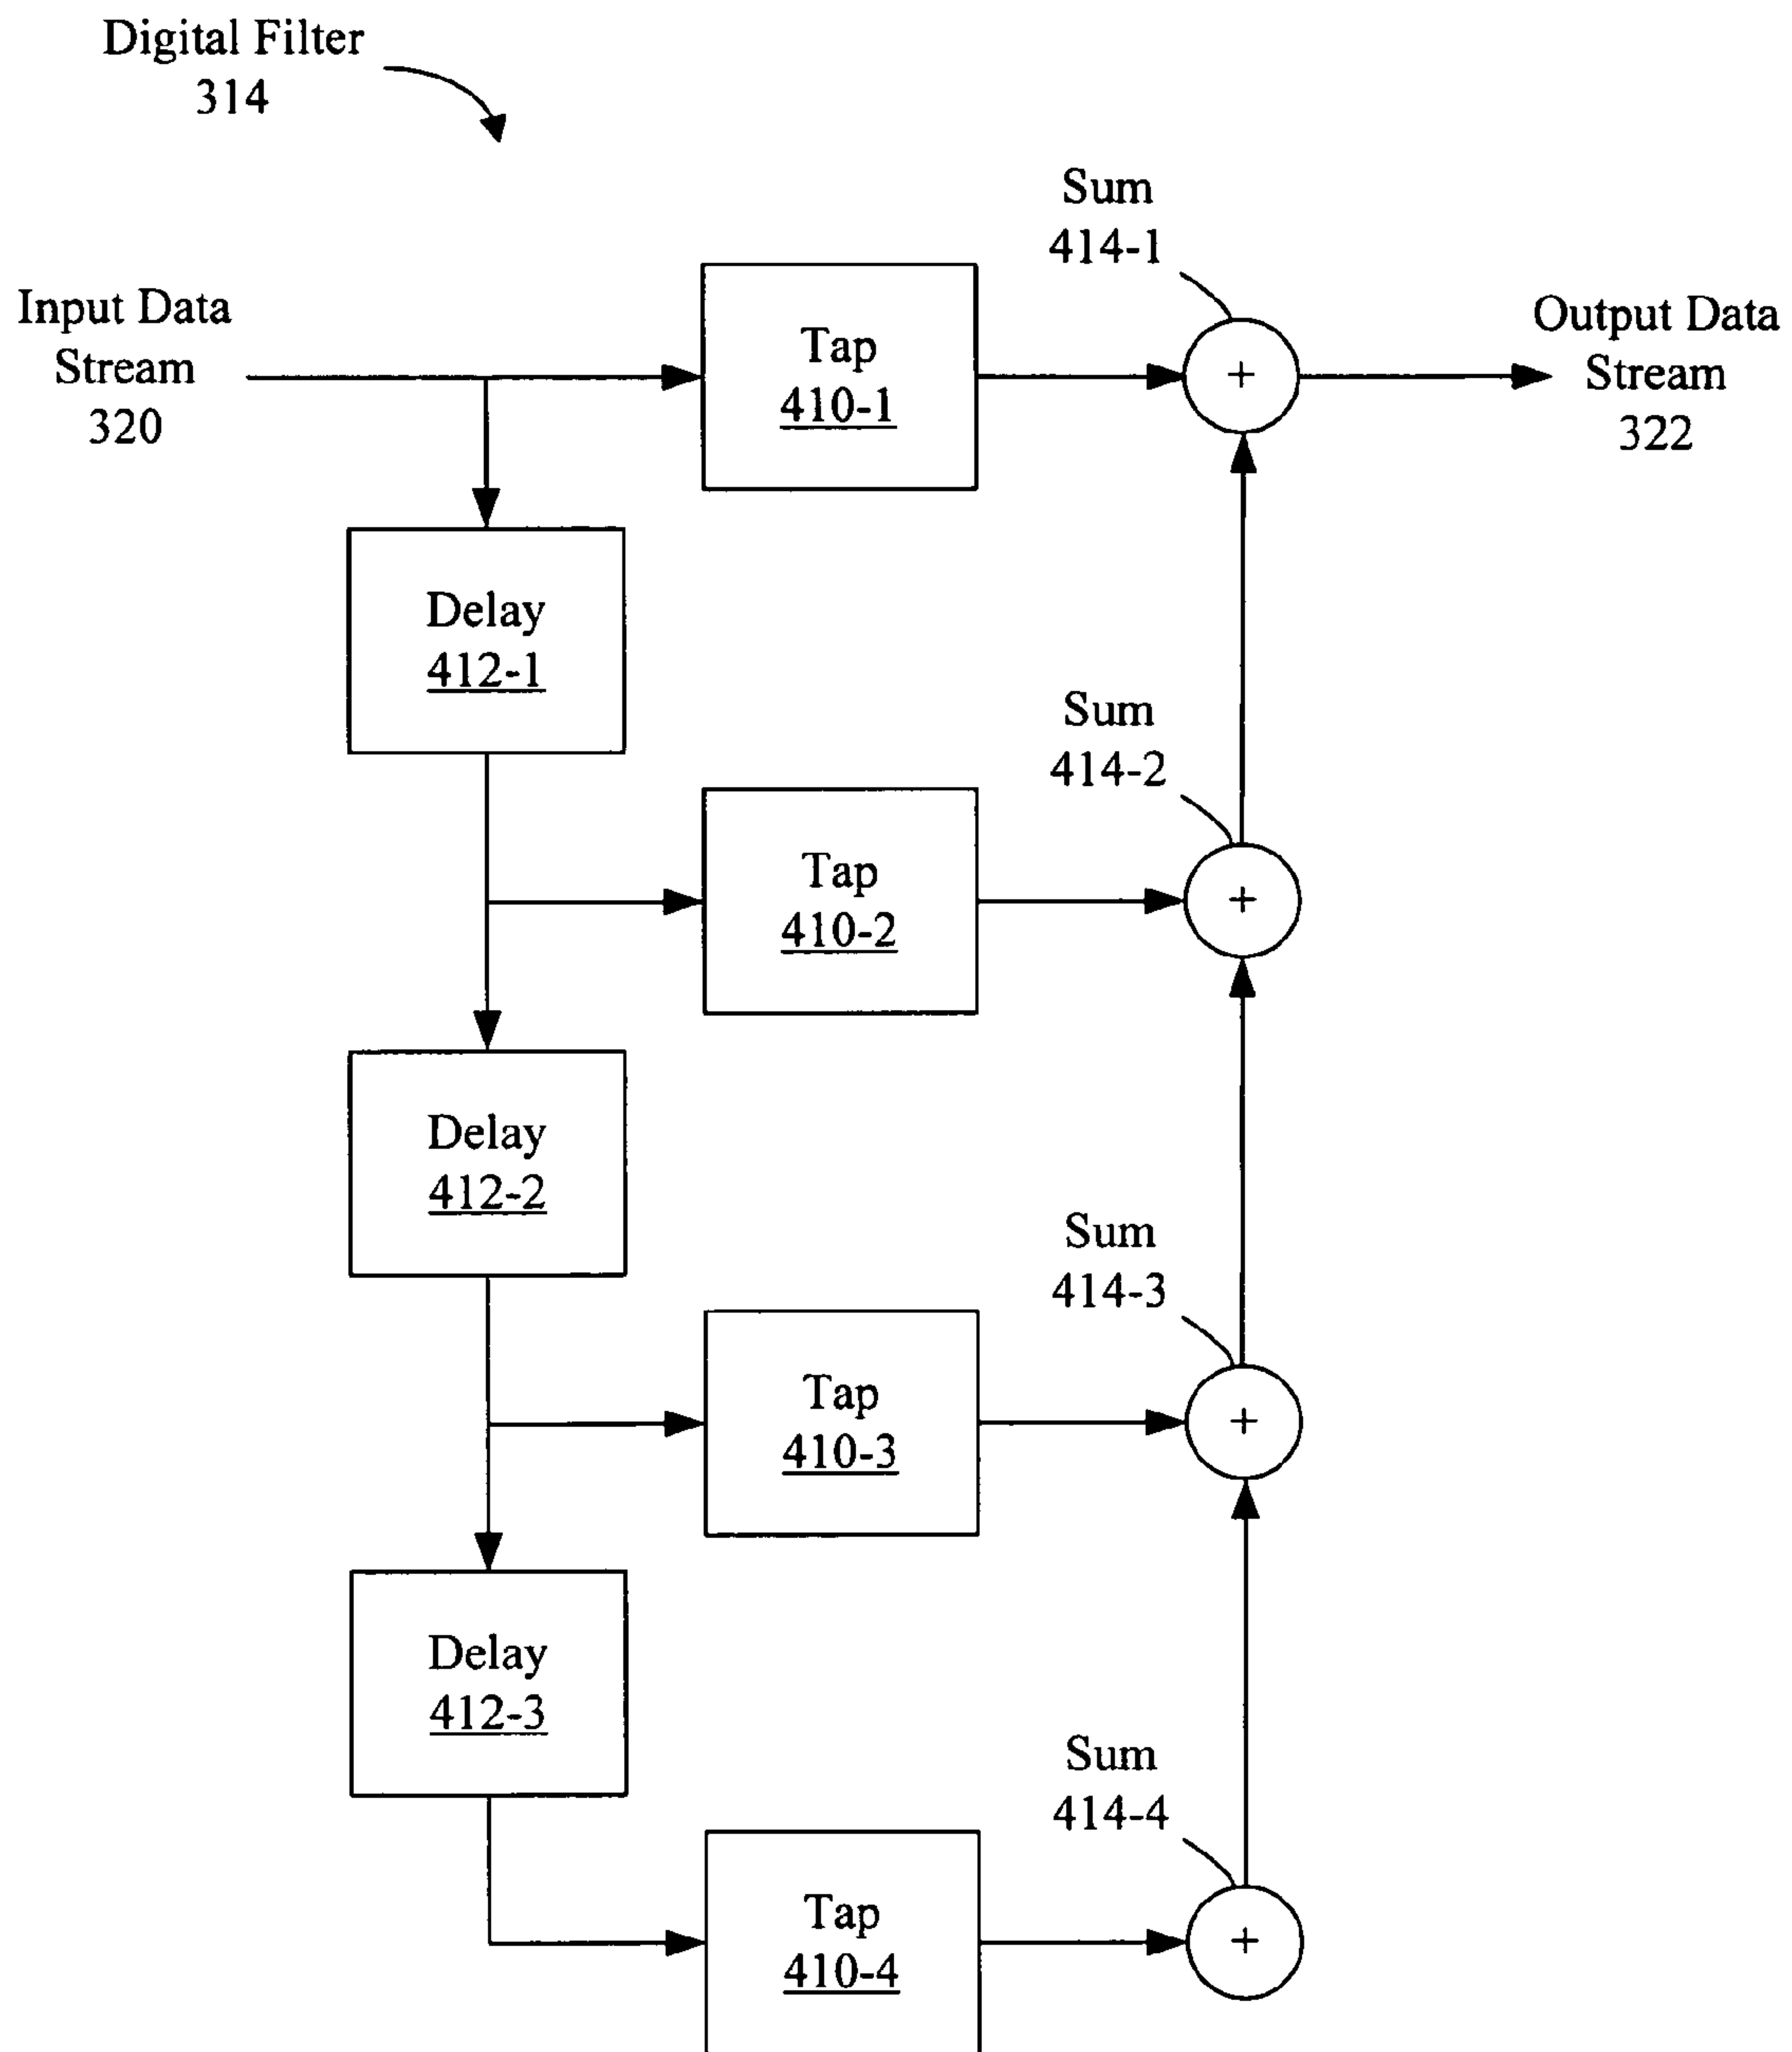 Digital Filter
314
Sum
414-1
Input Data
Stream
320
Tap
410-1
+
Output Data
Stream
322
Delay
412-1
Sum
414-2
Tap
410-2
+
Delay
412-2
Sum
414-3
Tap
410-3
+
Delay
412-3
Sum
414-4
Tap
410-4
+